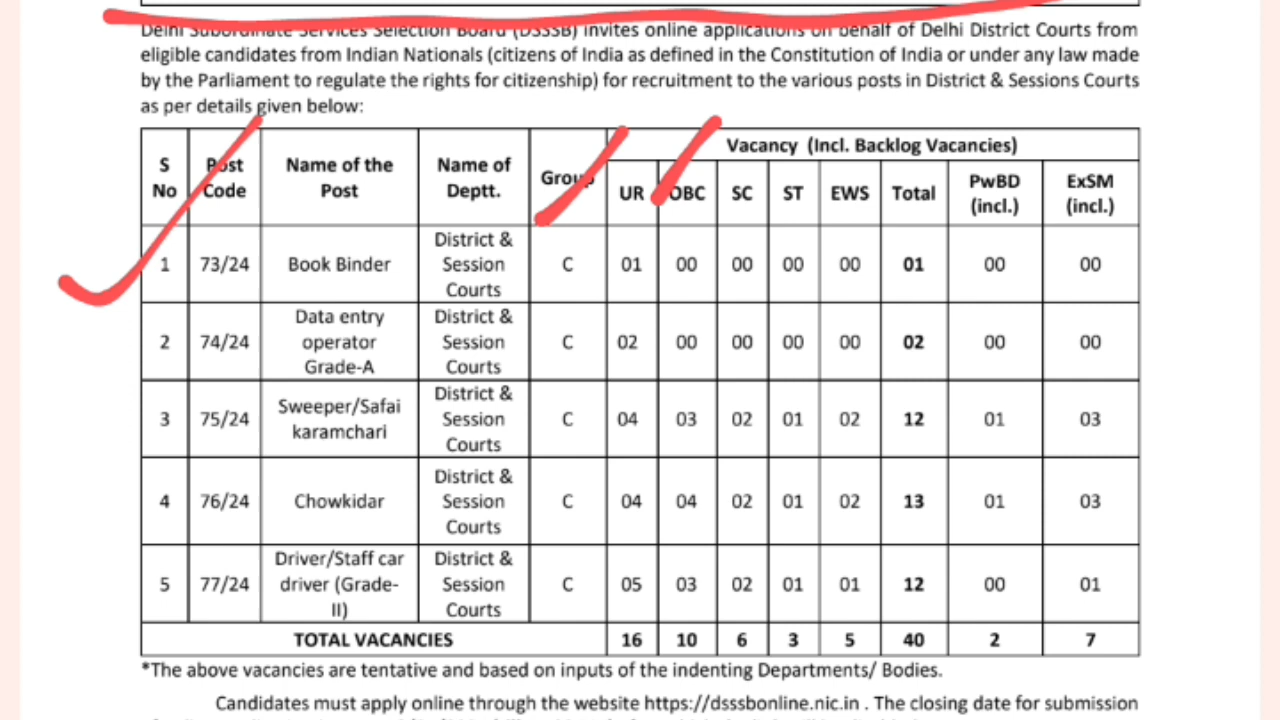 Delhi Subordinate Services Selection Board (DSSSB) invites online applications on behalf of Delhi District Courts from
eligible candidates from Indian Nationals (citizens of India as defined in the Constitution of India or under any law made
by the Parliament to regulate the rights for citizenship) for recruitment to the various posts in District & Sessions Courts
as per details given below:
S No Post Code Name of the Post Name of Deptt. Group Vacancy (Incl. Backlog Vacancies)
UR OBC SC ST EWS Total PwBD (incl.) ExSM (incl.)
1 73/24 Book Binder District & Session Courts C 01 00 00 00 00 01 00 00
2 74/24 Data entry operator Grade-A District & Session Courts C 02 00 00 00 00 02 00 00
3 75/24 Sweeper/Safai karamchari District & Session Courts C 04 03 02 01 02 12 01 03
4 76/24 Chowkidar District & Session Courts C 04 04 02 01 02 13 01 03
5 77/24 Driver/Staff car driver (Grade-II) District & Session Courts C 05 03 02 01 01 12 00 01
TOTAL VACANCIES 16 10 6 3 5 40 2 7
*The above vacancies are tentative and based on inputs of the indenting Departments/ Bodies.
Candidates must apply online through the website https://dsssbonline.nic.in . The closing date for submission